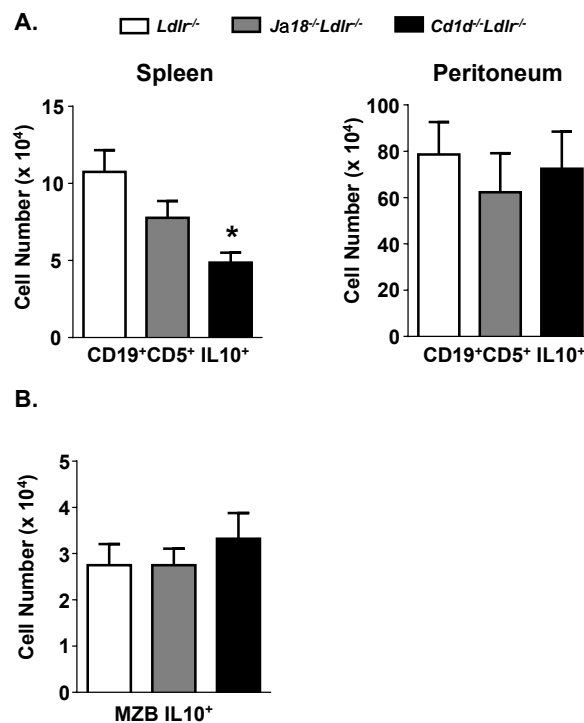 A.
Ldlr⁻/⁻ Ja18⁻/⁻Ldlr⁻/⁻ Cd1d⁻/⁻Ldlr⁻/⁻
Spleen
Cell Number (x 10⁴)
15
10
5
0
*
CD19⁺CD5⁺ IL10⁺
Peritoneum
Cell Number (x 10⁴)
100
80
60
40
20
0
CD19⁺CD5⁺ IL10⁺
B.
Cell Number (x 10⁴)
5
4
3
2
1
0
MZB IL10⁺